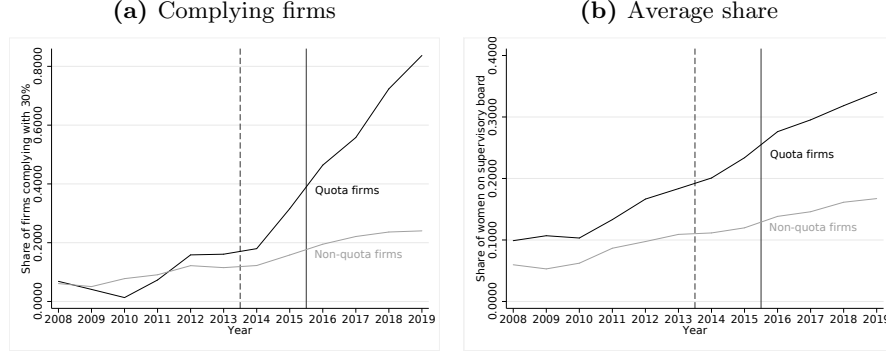 (a) Complying firms
(b) Average share
Share of firms complying with 30%
0.8000
0.6000
0.4000
0.2000
0.0000
Quota firms
Non-quota firms
2008 2009 2010 2011 2012 2013 2014 2015 2016 2017 2018 2019
Year
Share of women on supervisory board
0.4000
0.3000
0.2000
0.1000
0.0000
Quota firms
Non-quota firms
2008 2009 2010 2011 2012 2013 2014 2015 2016 2017 2018 2019
Year